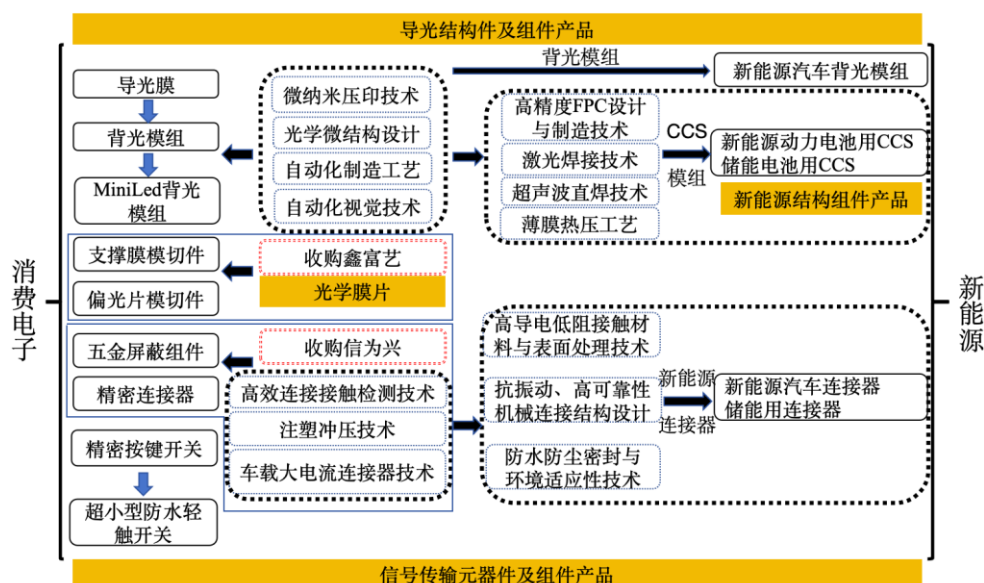 导光结构件及组件产品
消费电子
导光膜
背光模组
MiniLed背光
模组
微纳米压印技术
光学微结构设计
自动化制造工艺
自动化视觉技术
背光模组
新能源汽车背光模组
高精度FPC设计
与制造技术
激光焊接技术
超声波直焊技术
薄膜热压工艺
CCS
模组
新能源动力电池用CCS
储能电池用CCS
新能源结构组件产品
支撑膜模切件
偏光片模切件
收购鑫富艺
光学膜片
五金屏蔽组件
精密连接器
收购信为兴
高效连接接触检测技术
注塑冲压技术
车载大电流连接器技术
高导电低阻接触材
料与表面处理技术
抗振动、高可靠性
机械连接结构设计
防水防尘密封与
环境适应性技术
新能源
连接器
新能源汽车连接器
储能用连接器
精密按键开关
超小型防水轻
触开关
新能源
信号传输元器件及组件产品